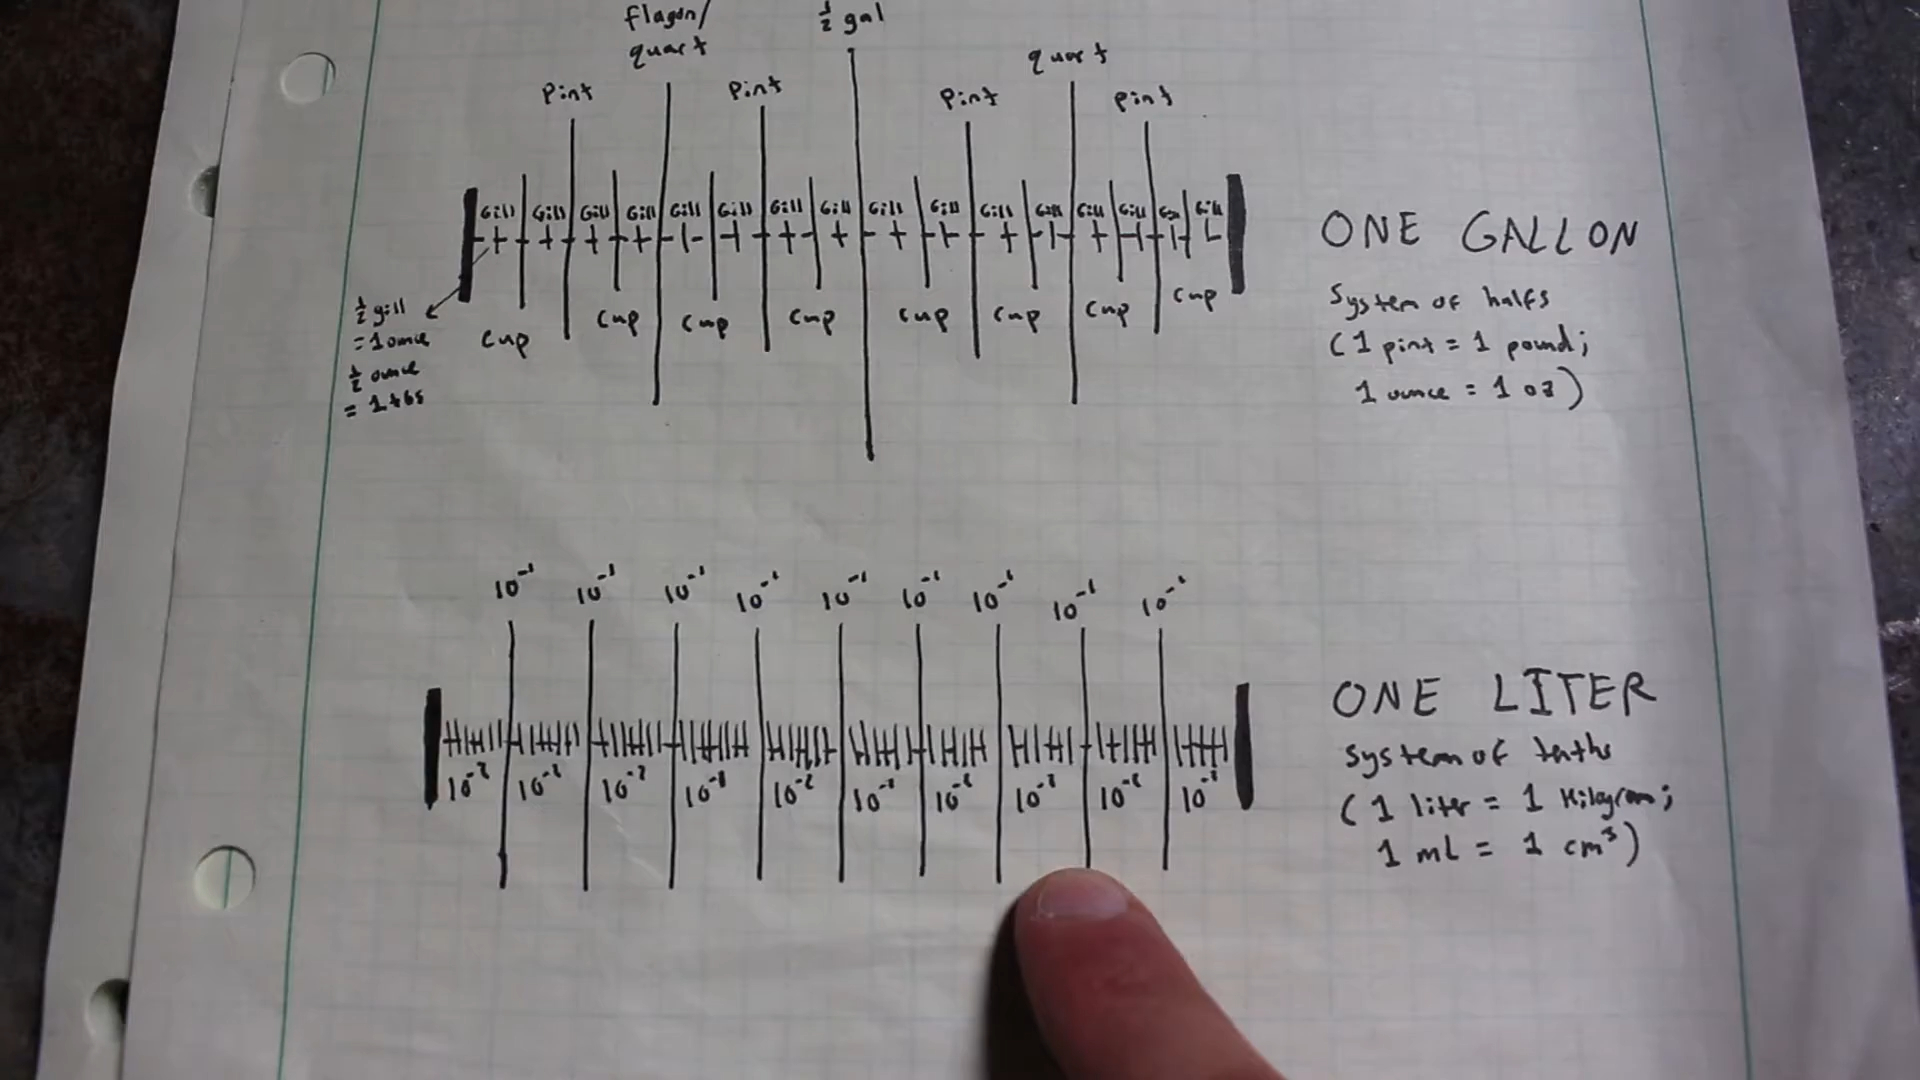 flagon/
quart
½ gal
quart
pint
pint
pint
pint
Gill Gill Gill Gill Gill Gill Gill Gill Gill Gill Gill Gill Gill Gill Gill Gill
cup cup cup cup cup cup cup cup
½ gill
= 1 ounce
½ ounce
= 1 tbs
ONE GALLON
System of halfs
(1 pint = 1 pound;
1 ounce = 1 oz)
10⁻¹ 10⁻¹ 10⁻¹ 10⁻¹ 10⁻¹ 10⁻¹ 10⁻¹ 10⁻¹ 10⁻¹
10⁻² 10⁻² 10⁻² 10⁻² 10⁻² 10⁻² 10⁻² 10⁻² 10⁻² 10⁻²
ONE LITER
System of tenths
(1 liter = 1 Kilogram;
1 mL = 1 cm³)